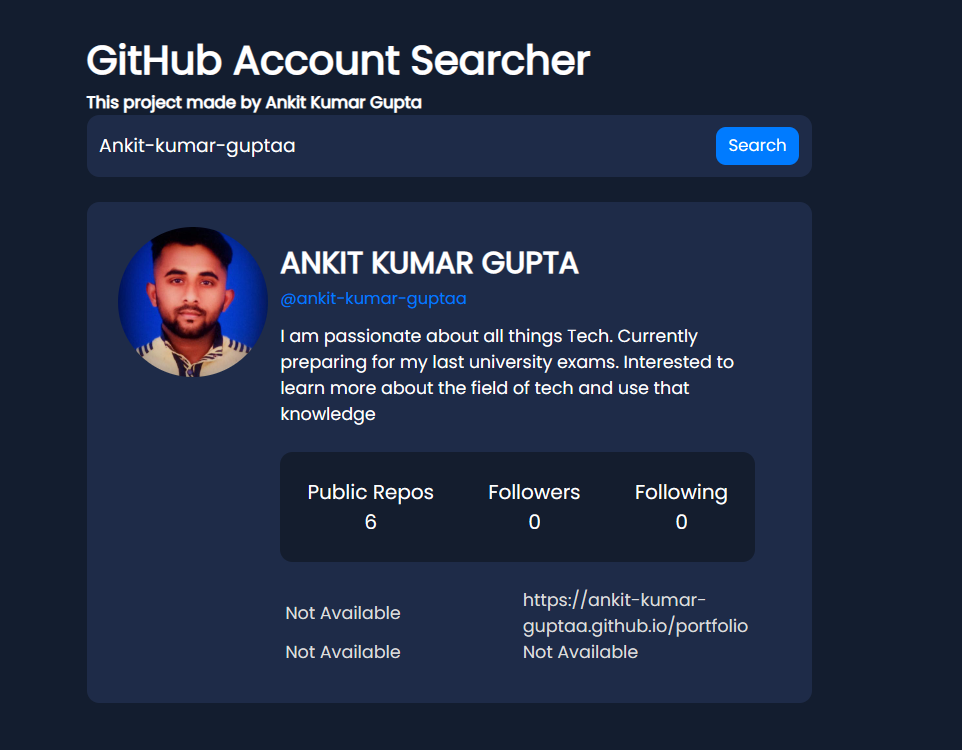 GitHub Account Searcher
This project made by Ankit Kumar Gupta
Ankit-kumar-guptaa
Search
ANKIT KUMAR GUPTA
@ankit-kumar-guptaa
I am passionate about all things Tech. Currently
preparing for my last university exams. Interested to
learn more about the field of tech and use that
knowledge
Public Repos Followers Following
6 0 0
Not Available
https://ankit-kumar-
guptaa.github.io/portfolio
Not Available
Not Available